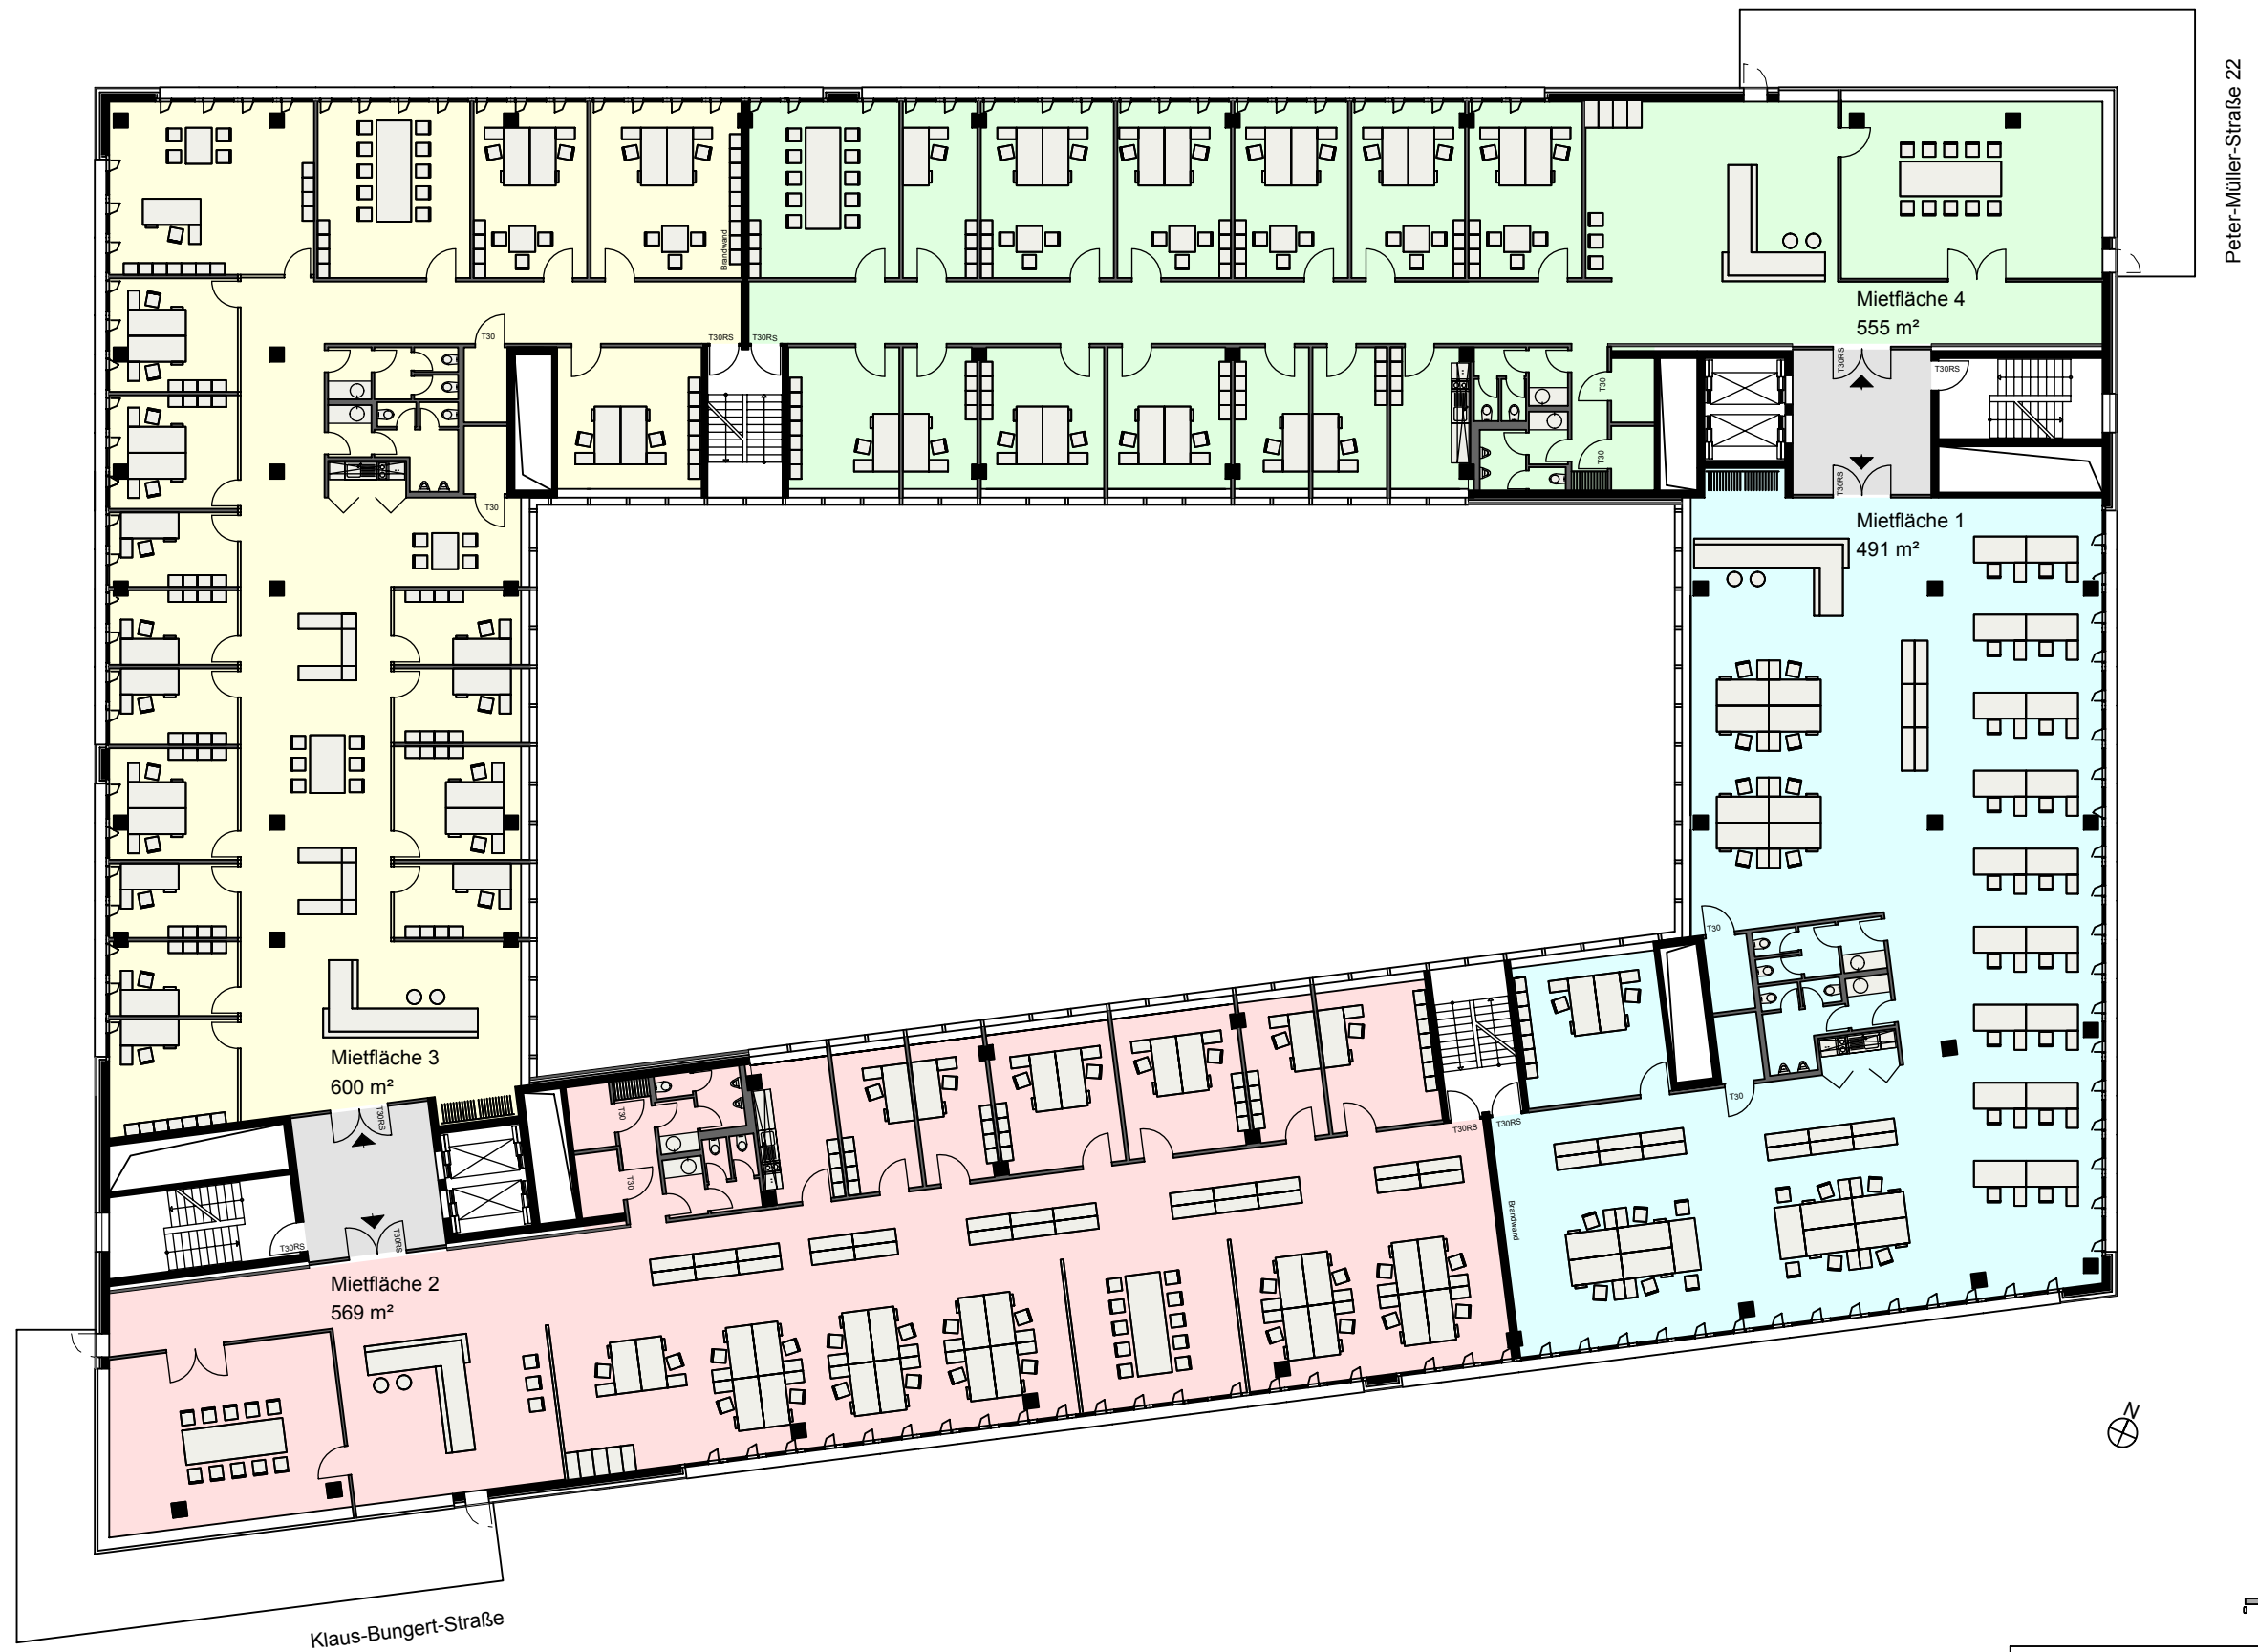 Peter-Müller-Straße 22
Brandwand
Mietfläche 4
555 m²
T30
T30RS
T30RS
T30RS
T30RS
T30
T30
T30RS
T30
Mietfläche 1
491 m²
T30
Mietfläche 3
600 m²
T30
T30RS
T30
T30RS
T30RS
T30
Brandwand
T30RS
T30RS
Mietfläche 2
569 m²
N
Klaus-Bungert-Straße